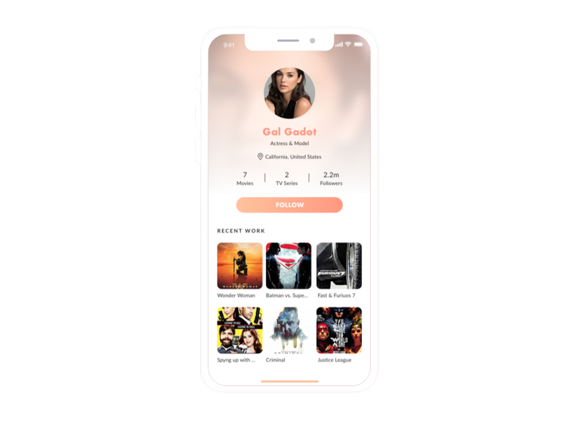 9:41
Gal Gadot
Actress & Model
California, United States
7 2 2.2m
Movies TV Series Followers
FOLLOW
RECENT WORK
Wonder Woman Batman vs. Supe... Fast & Furiuos 7
Spyng up with ... Criminal Justice League